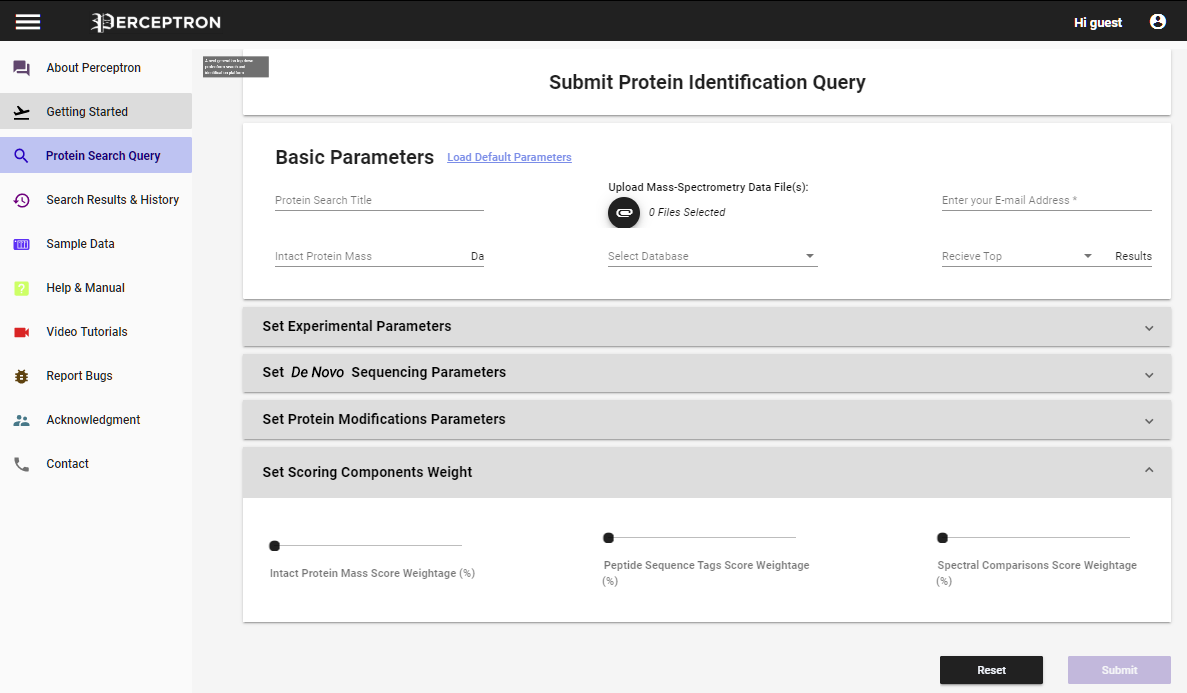 PERCEPTRON
Hi guest
About Perceptron
Getting Started
Protein Search Query
Search Results & History
Sample Data
Help & Manual
Video Tutorials
Report Bugs
Acknowledgment
Contact
Submit Protein Identification Query
Basic Parameters Load Default Parameters
Protein Search Title
Upload Mass-Spectrometry Data File(s):
0 Files Selected
Enter your E-mail Address *
Intact Protein Mass Da
Select Database
Recieve Top Results
Set Experimental Parameters
Set De Novo Sequencing Parameters
Set Protein Modifications Parameters
Set Scoring Components Weight
Intact Protein Mass Score Weightage (%)
Peptide Sequence Tags Score Weightage
(%)
Spectral Comparisons Score Weightage
(%)
Reset
Submit